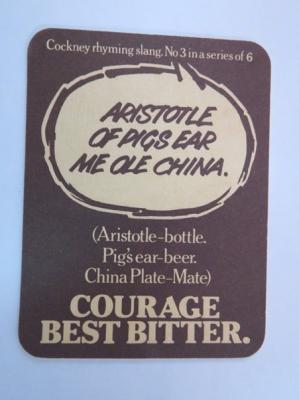 Cockney rhyming slang. No 3 in a series of 6
ARISTOTLE
OF PIGS EAR
ME OLE CHINA.
(Aristotle-bottle.
Pig's ear-beer.
China Plate-Mate)
COURAGE
BEST BITTER.